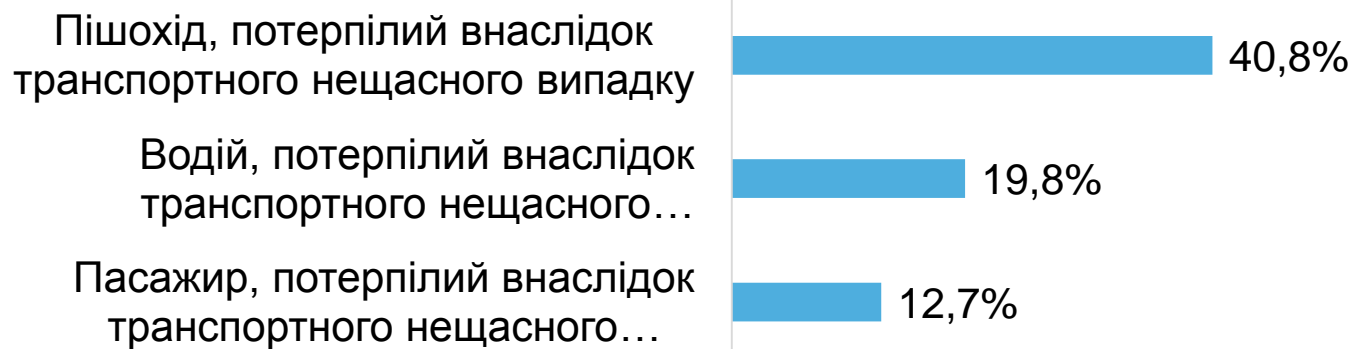 Пішохід, потерпілий внаслідок
транспортного нещасного випадку
40,8%
Водій, потерпілий внаслідок
транспортного нещасного…
19,8%
Пасажир, потерпілий внаслідок
транспортного нещасного…
12,7%